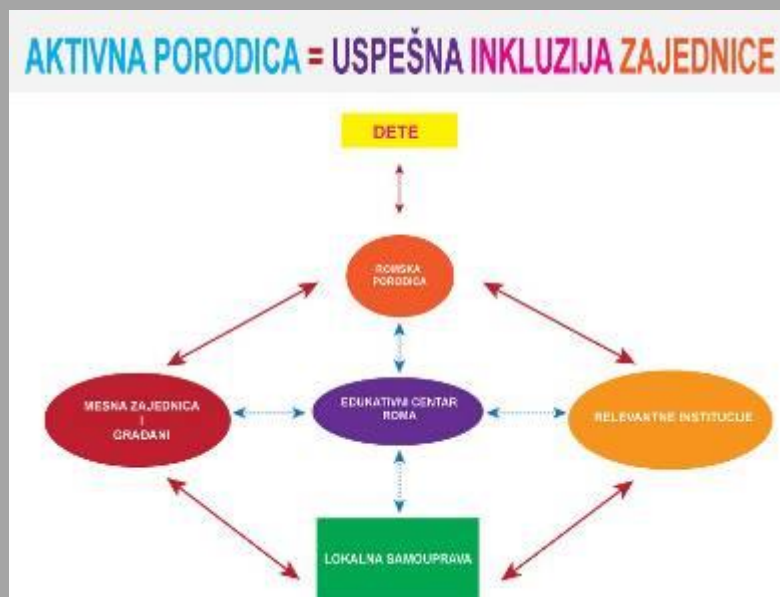 AKTIVNA PORODICA = USPEŠNA INKLUZIJA ZAJEDNICE
DETE
ROMSKA
PORODICA
MESNA ZAJEDNICA
I
GRAĐANI
EDUKATIVNI CENTAR
ROMA
RELEVANTNE INSTITUCIJE
LOKALNA SAMOUPRAVA